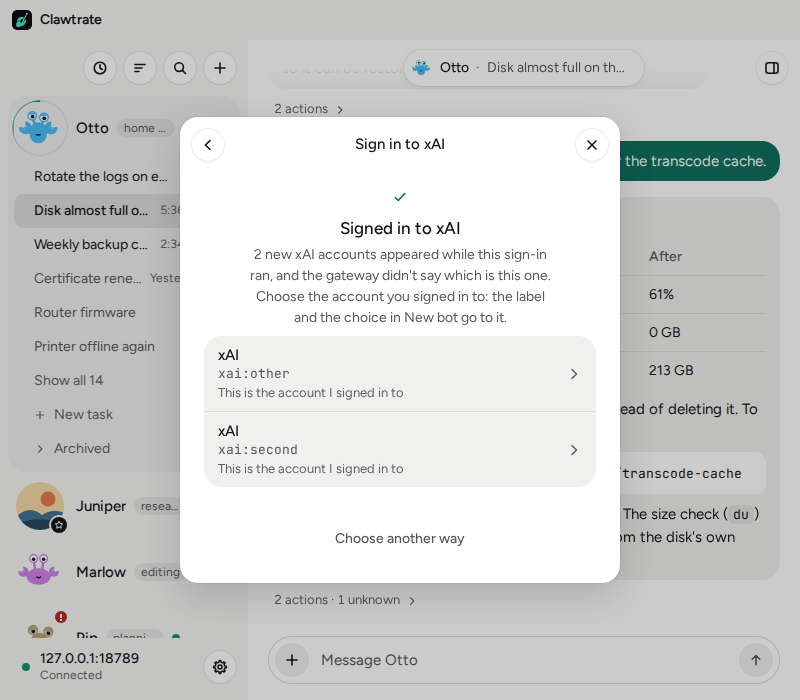 Clawtrate
Otto · Disk almost full on th...
Otto home ...
2 actions
Rotate the logs on e...
Disk almost full o... 5:36
Weekly backup c... 2:34
Certificate rene... Yeste
Router firmware
Printer offline again
Show all 14
New task
Archived
Juniper resea...
Marlow editing
Pip planni...
127.0.0.1:18789
Connected
Sign in to xAI
Signed in to xAI
2 new xAI accounts appeared while this sign-in
ran, and the gateway didn't say which is this one.
Choose the account you signed in to: the label
and the choice in New bot go to it.
xAI
xai:other
This is the account I signed in to
xAI
xai:second
This is the account I signed in to
Choose another way
the transcode cache.
After
61%
0 GB
213 GB
ead of deleting it. To
/transcode-cache
The size check (du)
om the disk's own
2 actions · 1 unknown
Message Otto